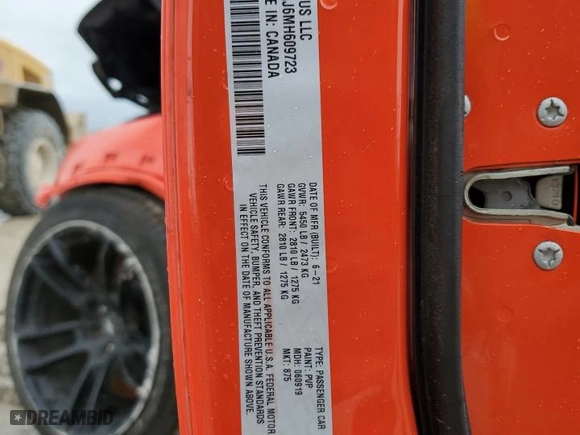 US LLC
J6MH609723
E IN: CANADA
DATE OF MFR (BUILT): 6-21
GVWR: 5450 LB / 2473 KG
GAWR FRONT: 2810 LB / 1275 KG
GAWR REAR: 2810 LB / 1275 KG
THIS VEHICLE CONFORMS TO ALL APPLICABLE U.S.A. FEDERAL MOTOR
VEHICLE SAFETY, BUMPER, AND THEFT PREVENTION STANDARDS
IN EFFECT ON THE DATE OF MANUFACTURE SHOWN ABOVE.
TYPE: PASSENGER CAR
PAINT: PVP
MDH: 060919
MKT: 875
DREAMBID